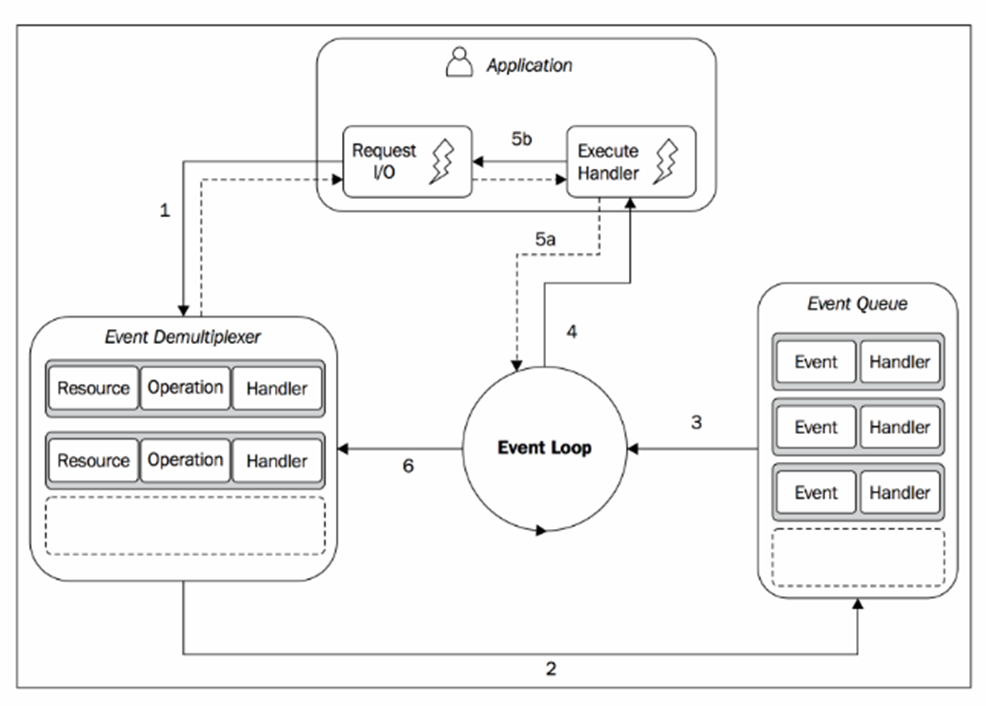 Application
Request
I/O
5b
Execute
Handler
1
5a
Event Queue
4
Event Demultiplexer
Event Handler
Resource Operation Handler
3
Event Handler
Event Loop
6
Resource Operation Handler
Event Handler
2